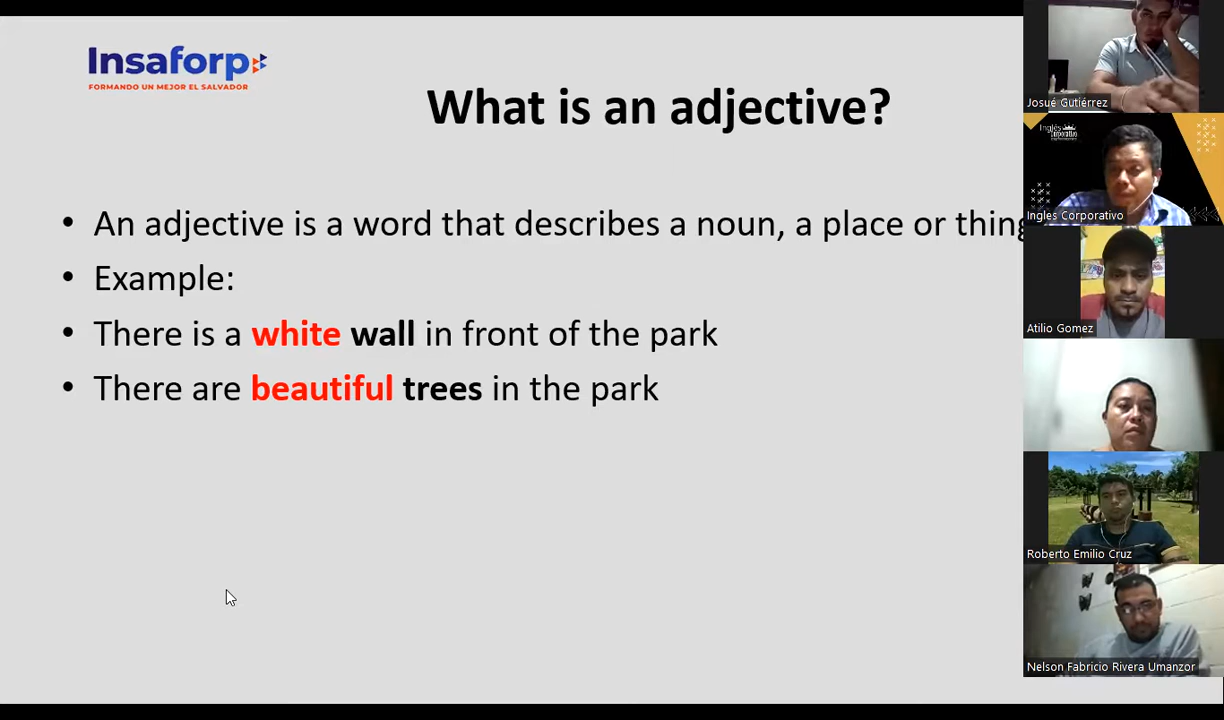 Insaforp
FORMANDO UN MEJOR EL SALVADOR
What is an adjective?
• An adjective is a word that describes a noun, a place or thing
• Example:
• There is a white wall in front of the park
• There are beautiful trees in the park
Josué Gutiérrez
Inglés
Corporativo
Ingles Corporativo
Atilio Gomez
Roberto Emilio Cruz
Nelson Fabricio Rivera Umanzor